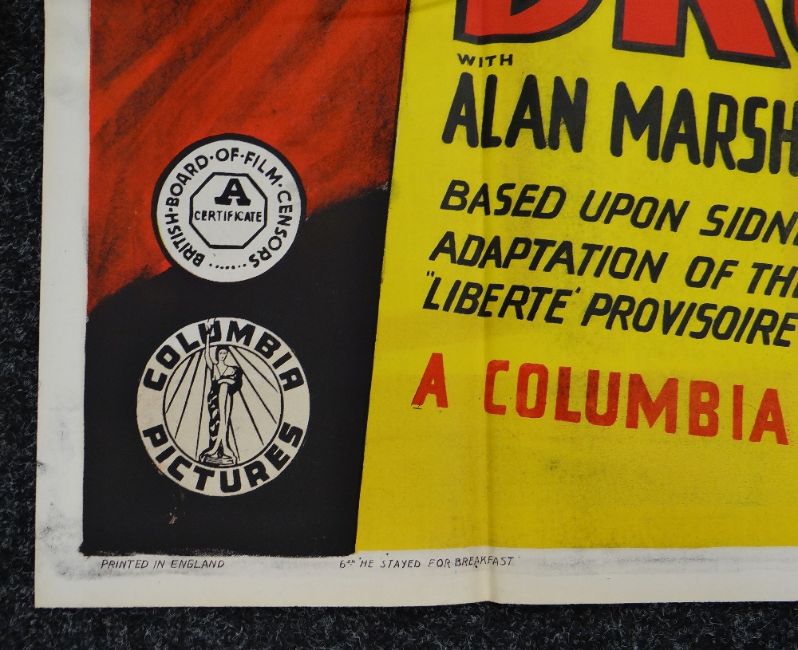 WITH
ALAN MARSH
BASED UPON SIDN
ADAPTATION OF TH
"LIBERTE' PROVISOIRE
A COLUMBIA
BRITISH·BOARD·OF·FILM·CENSORS
A
CERTIFICATE
COLUMBIA
PICTURES
PRINTED IN ENGLAND
6SH "HE STAYED FOR BREAKFAST"